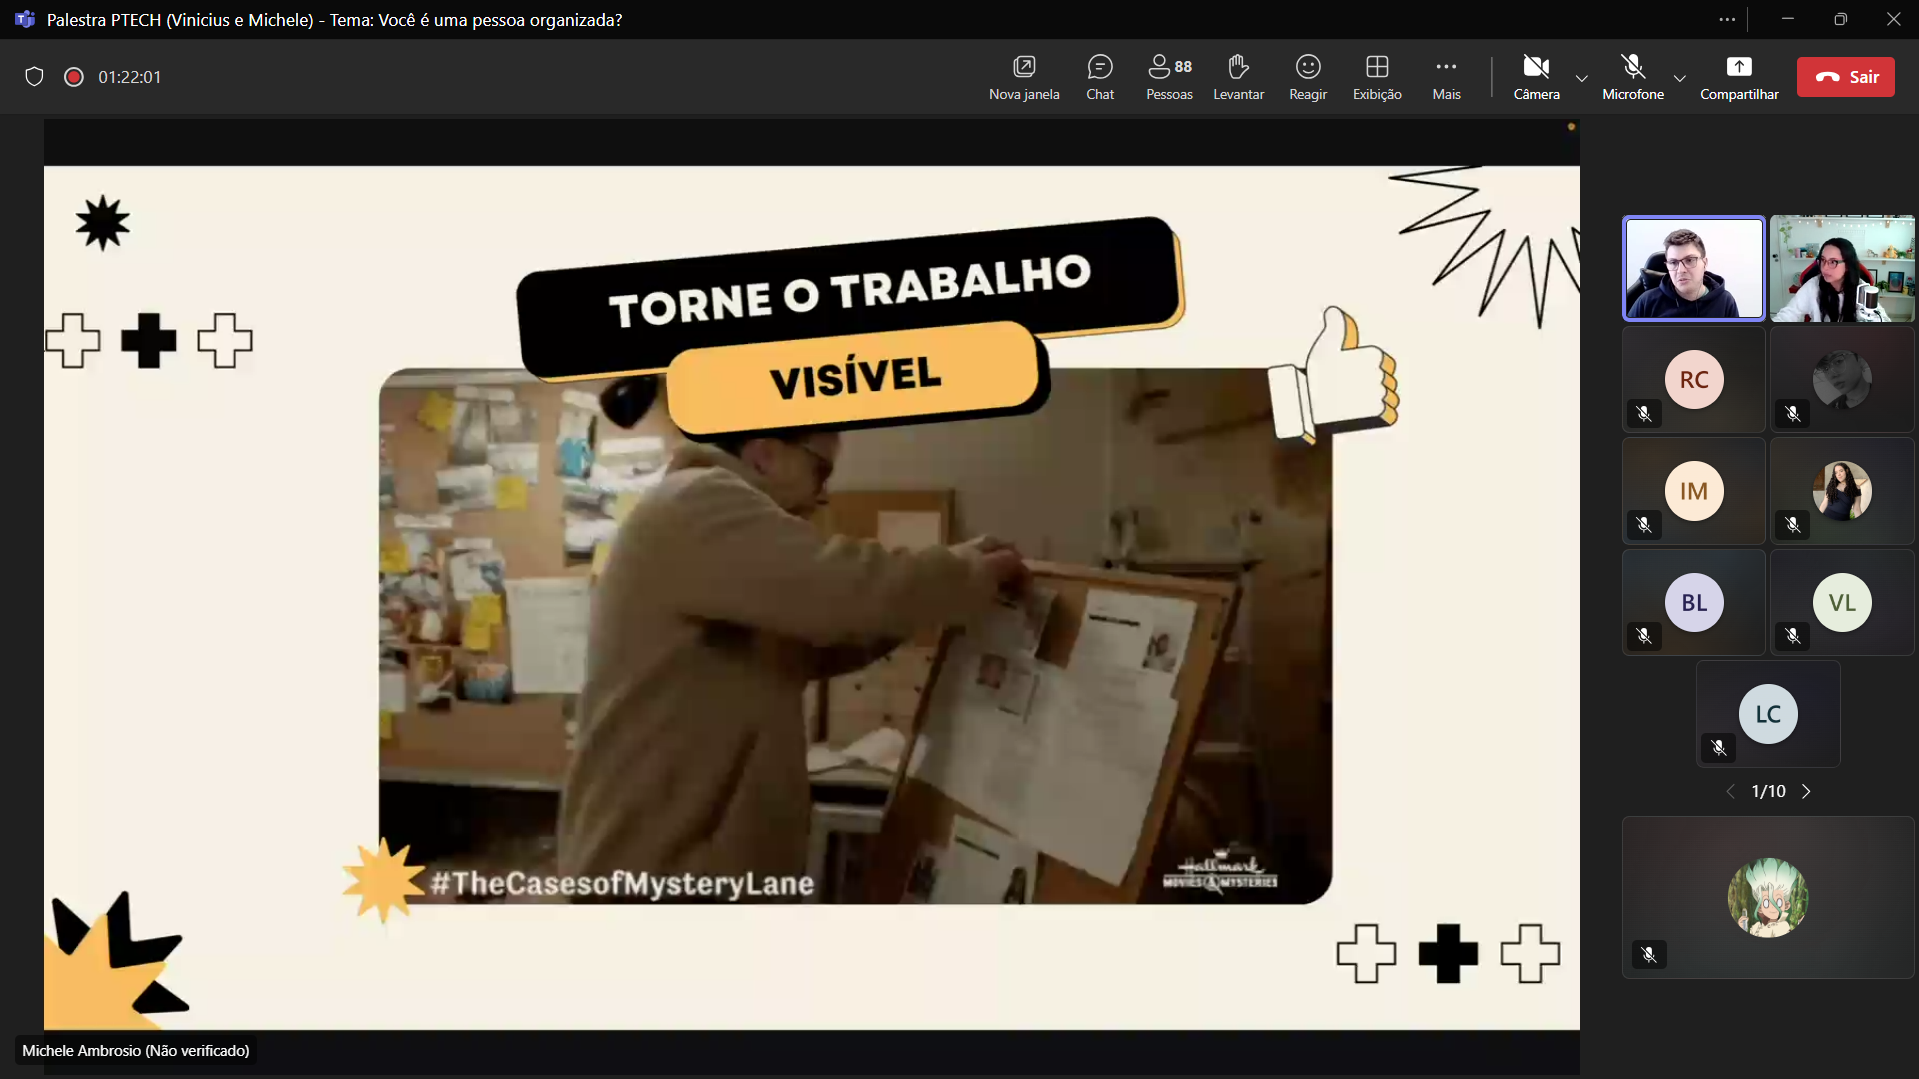 Palestra PTECH (Vinicius e Michele) - Tema: Você é uma pessoa organizada?
01:22:01
Nova janela
Chat
88
Pessoas
Levantar
Reagir
Exibição
Mais
Câmera
Microfone
Compartilhar
Sair
TORNE O TRABALHO
VISÍVEL
#TheCasesofMysteryLane
Hallmark
MOVIES & MYSTERIES
RC
IM
BL
VL
LC
1/10
Michele Ambrosio (Não verificado)